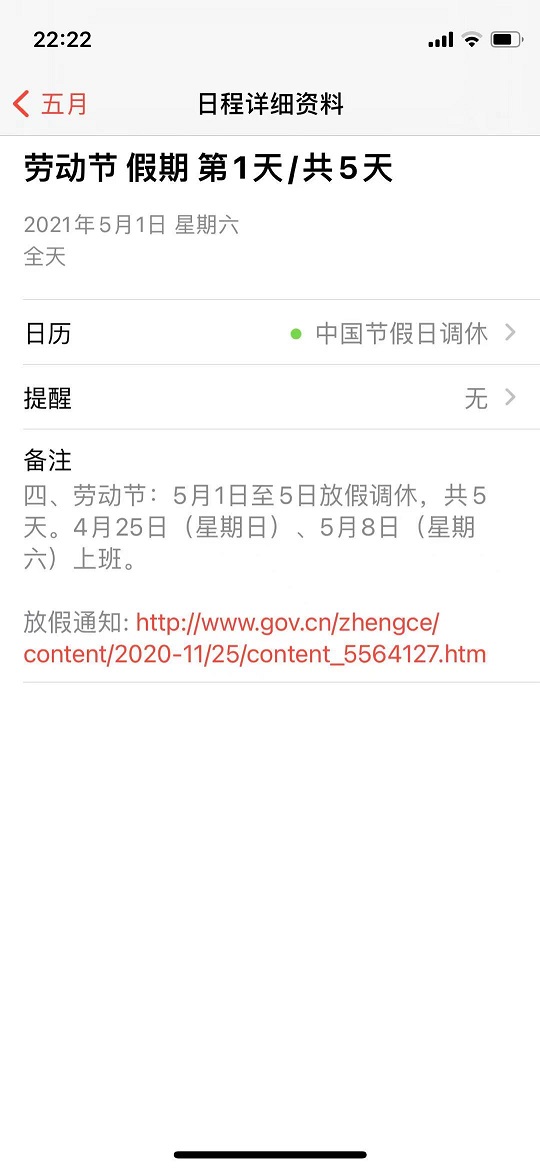 22:22
五月
日程详细资料
劳动节 假期 第1天/共5天
2021年5月1日 星期六
全天
日历 中国节假日调休
提醒 无
备注
四、劳动节：5月1日至5日放假调休，共5
天。4月25日（星期日）、5月8日（星期
六）上班。
放假通知: http://www.gov.cn/zhengce/
content/2020-11/25/content_5564127.htm